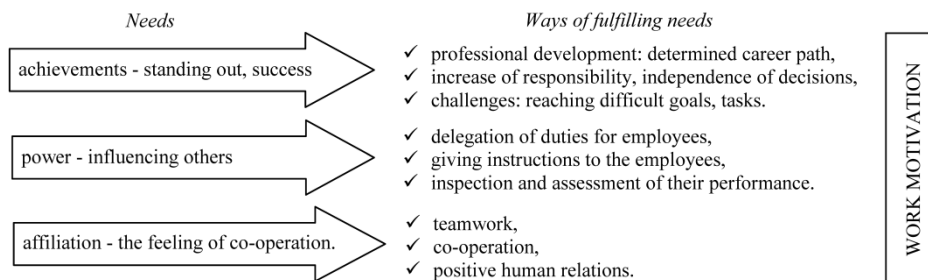 Needs
Ways of fulfilling needs
achievements - standing out, success
✓ professional development: determined career path,
✓ increase of responsibility, independence of decisions,
✓ challenges: reaching difficult goals, tasks.
power - influencing others
✓ delegation of duties for employees,
✓ giving instructions to the employees,
✓ inspection and assessment of their performance.
affiliation - the feeling of co-operation.
✓ teamwork,
✓ co-operation,
✓ positive human relations.
WORK MOTIVATION